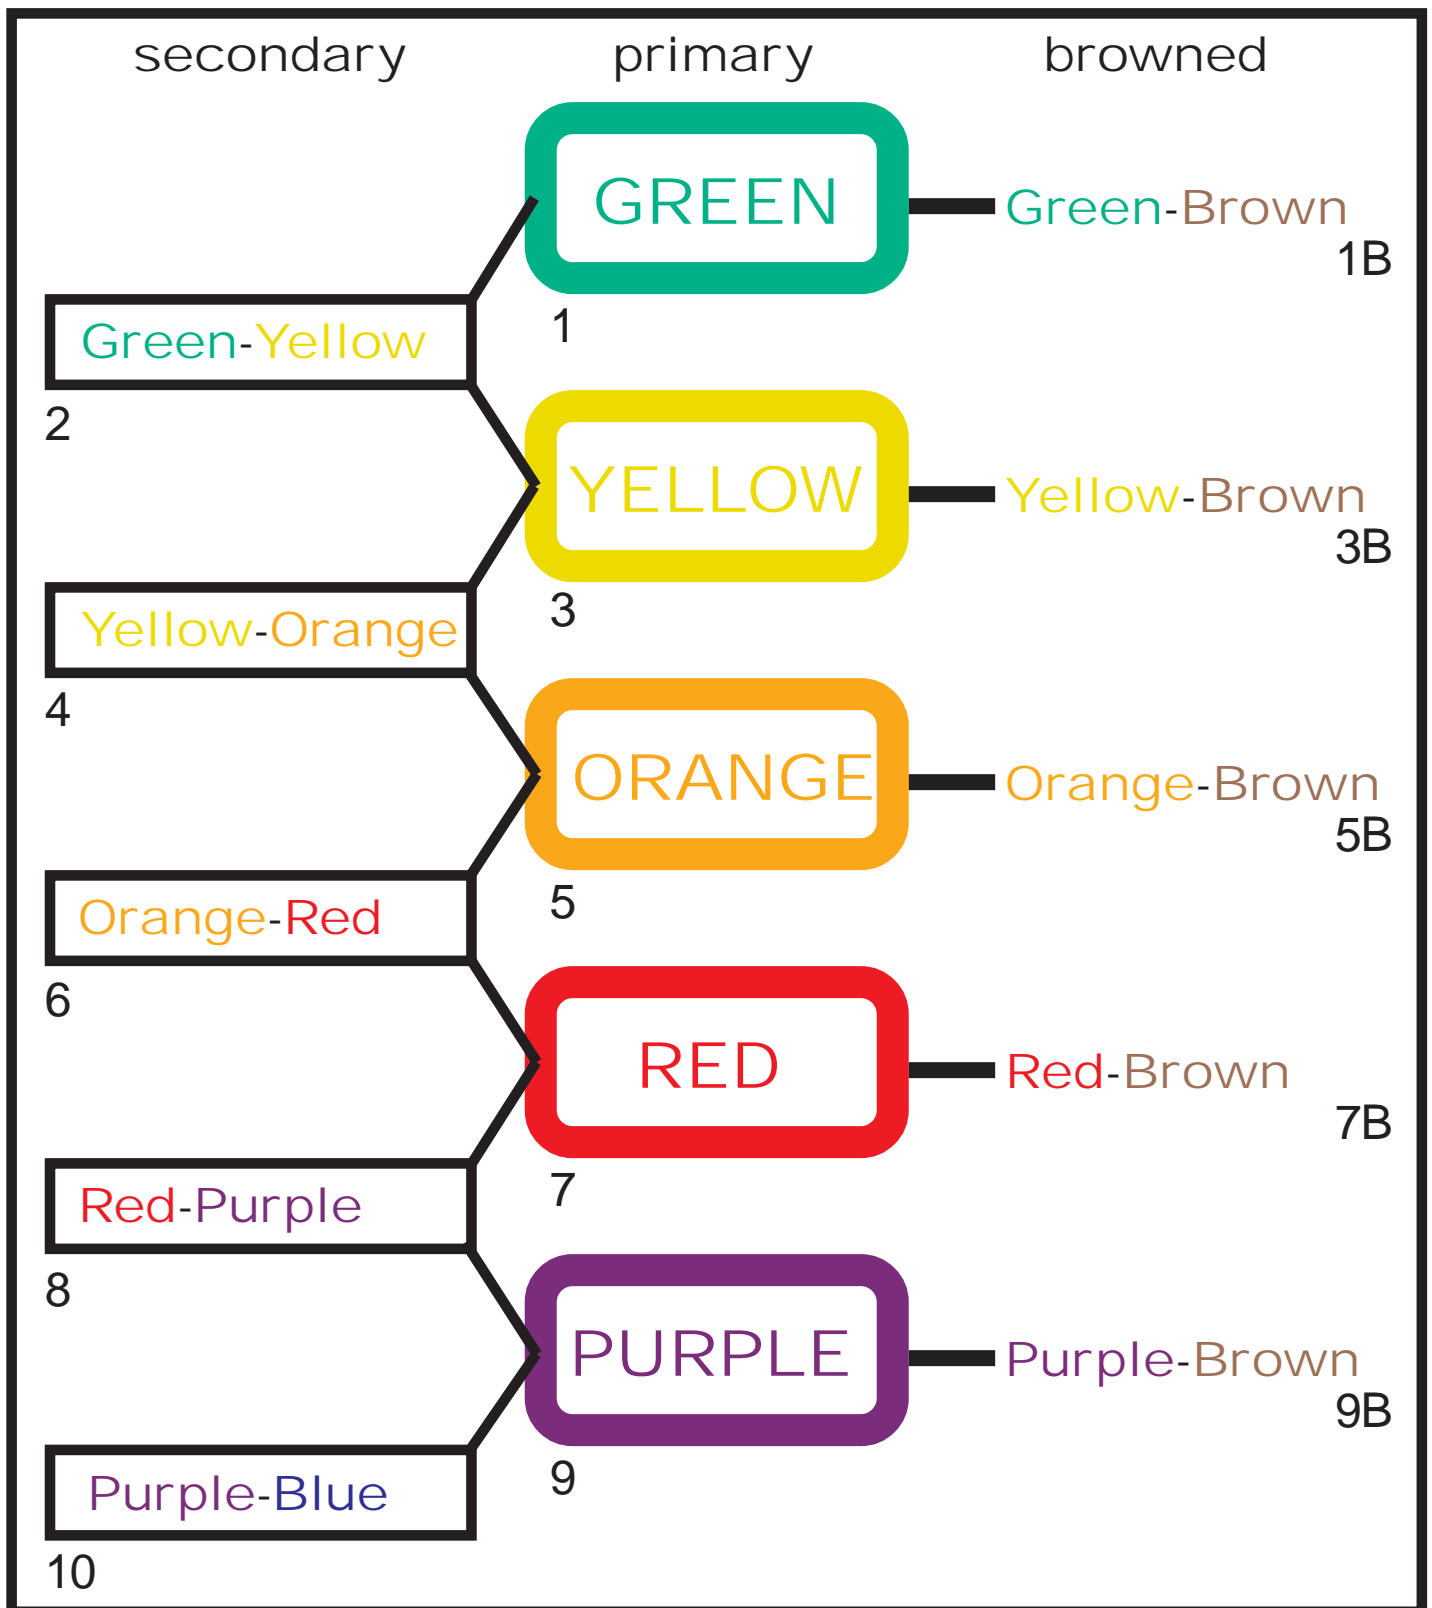 secondary primary browned
GREEN
Green-Brown
1B
1
Green-Yellow
2
YELLOW
Yellow-Brown
3B
3
Yellow-Orange
4
ORANGE
Orange-Brown
5B
5
Orange-Red
6
RED
Red-Brown
7B
7
Red-Purple
8
PURPLE
Purple-Brown
9B
9
Purple-Blue
10